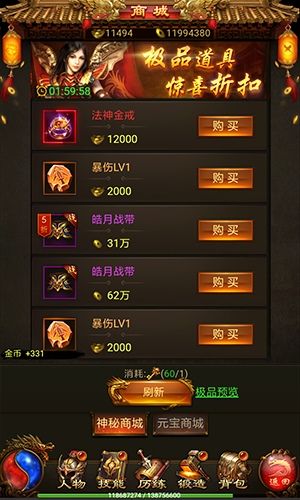 商城
11494
11994380
极品道具
惊喜折扣
01:59:58
法神金戒
12000
购买
暴伤LV1
2000
购买
5折
战
皓月战带
31万
购买
战
皓月战带
62万
购买
暴伤LV1
2000
购买
金币 +331
消耗: (60/1)
刷新
极品预览
神秘商城
元宝商城
人物
技能
历练
锻造
背包
返回
118687274 / 138756600